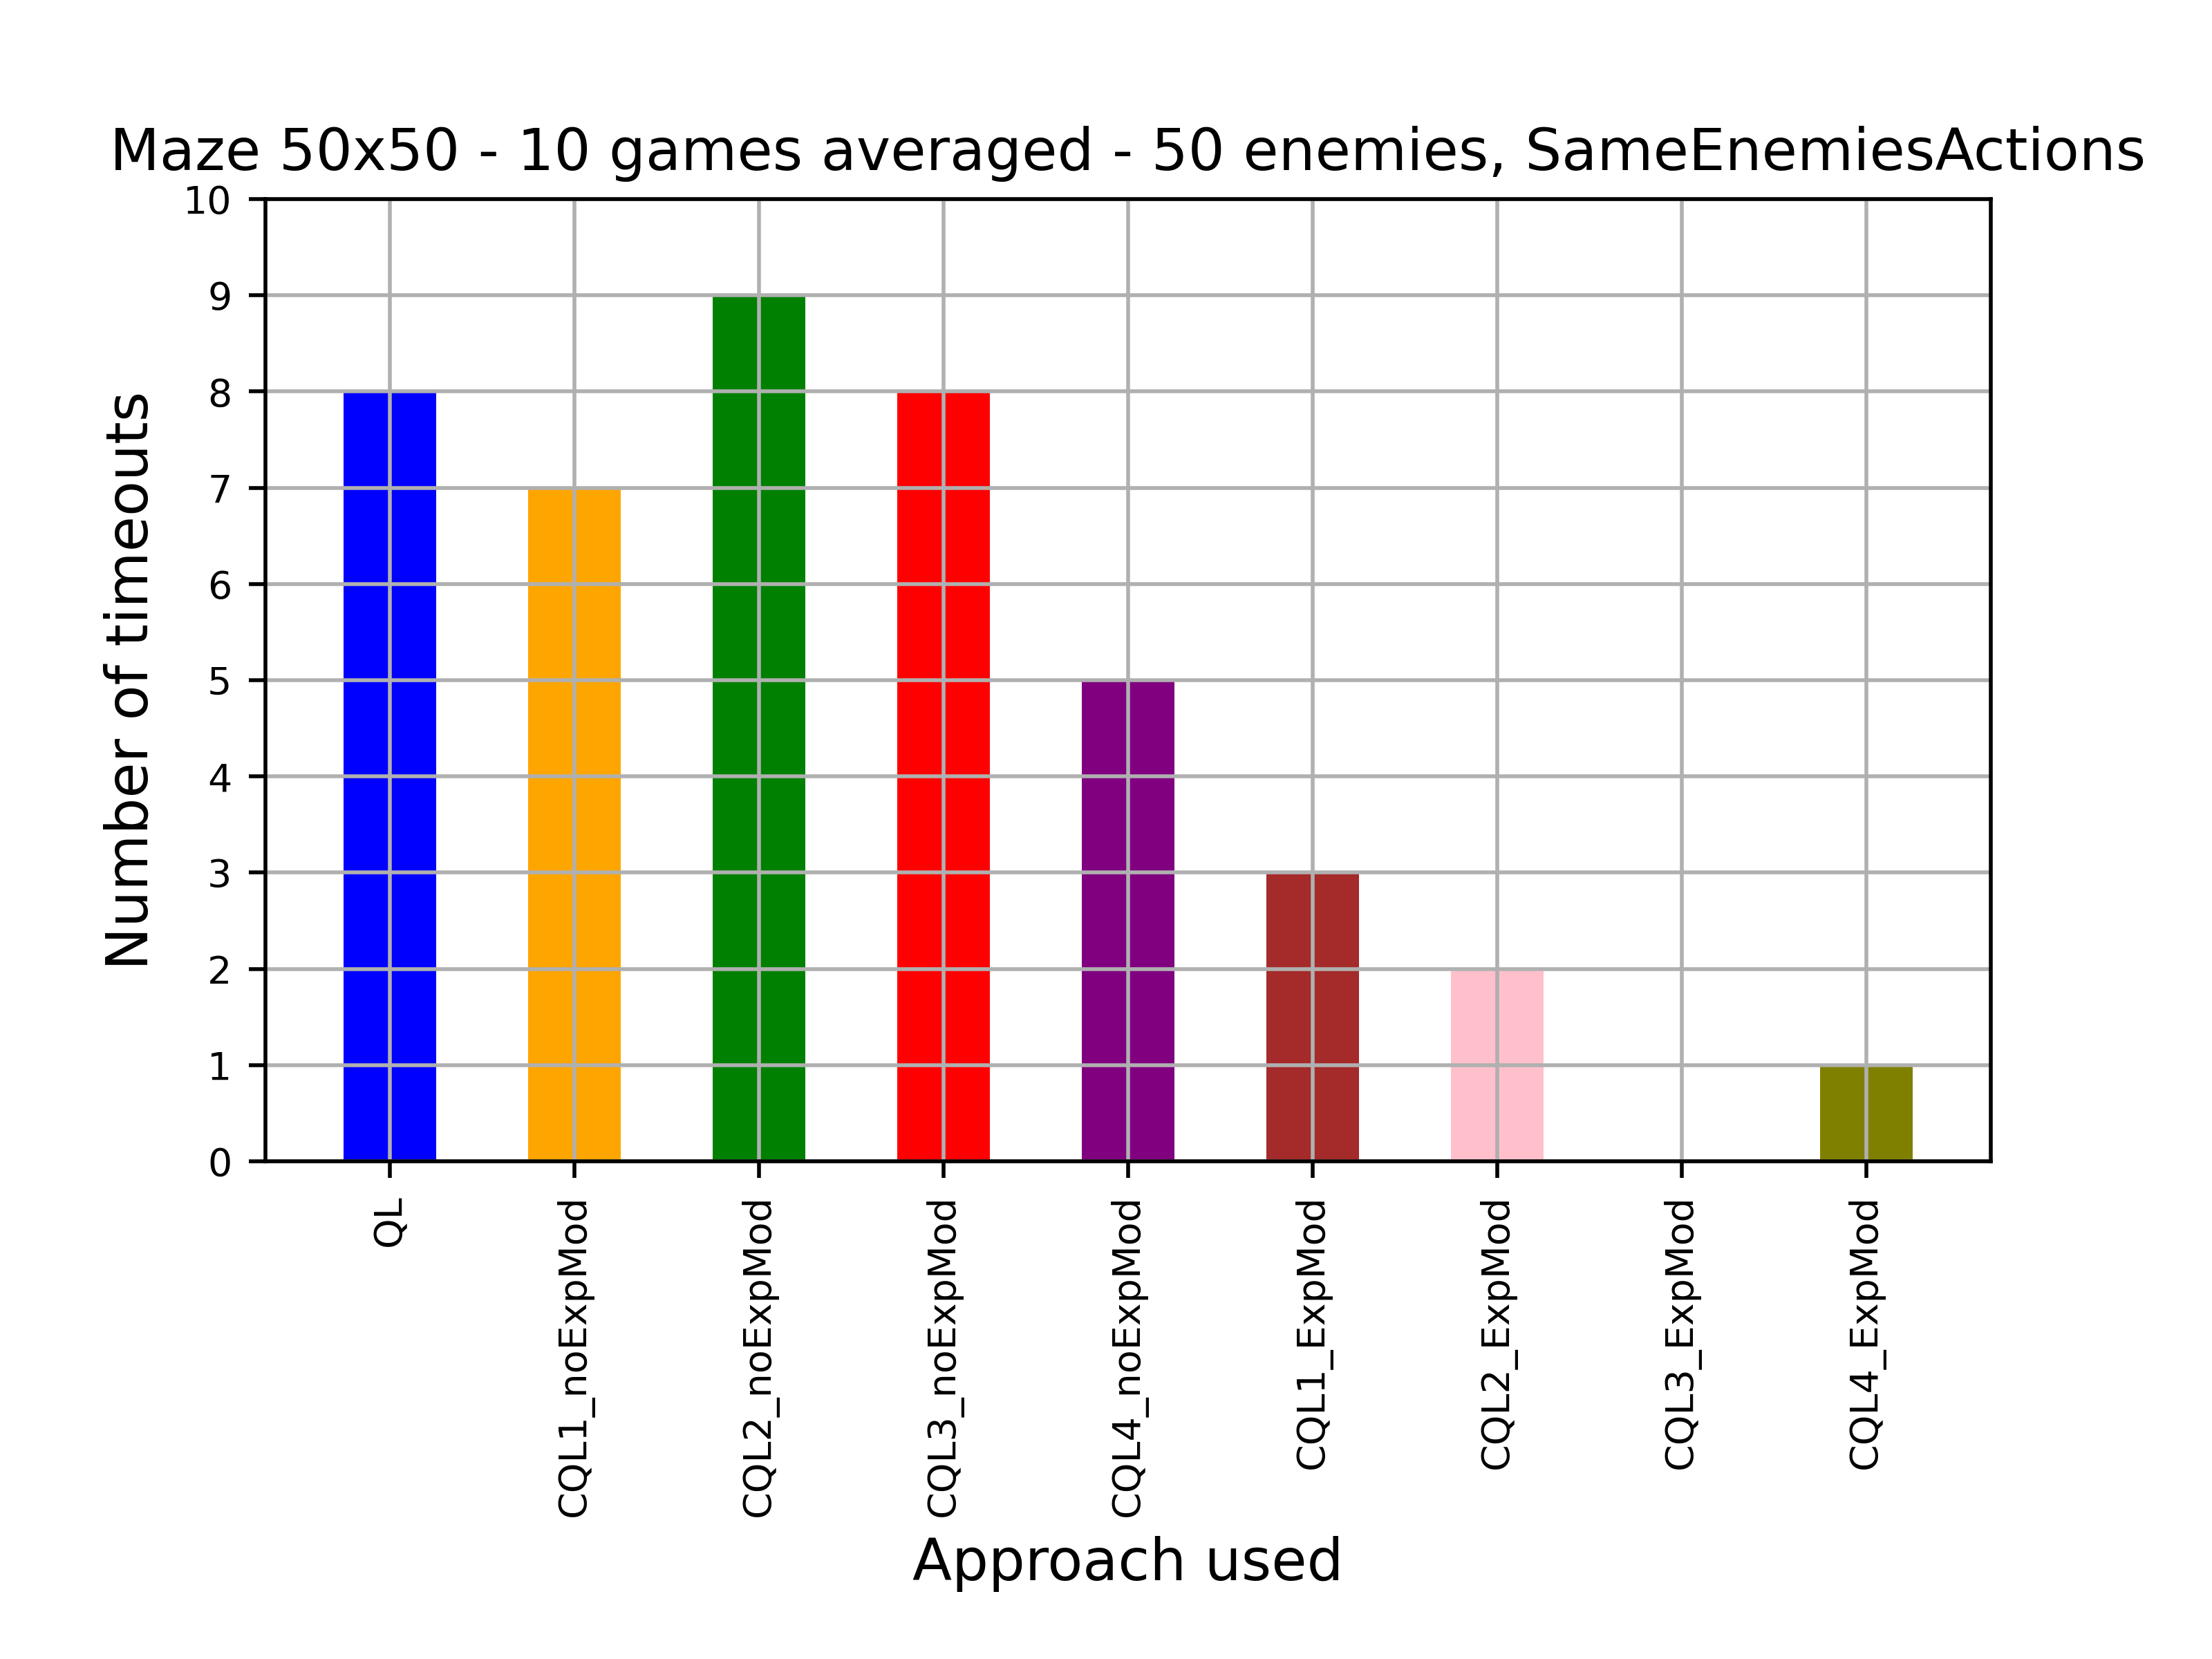 Maze 50x50 - 10 games averaged - 50 enemies, SameEnemiesActions
Number of timeouts
10
9
8
7
6
5
4
3
2
1
0
QL
CQL1_noExpMod
CQL2_noExpMod
CQL3_noExpMod
CQL4_noExpMod
CQL1_ExpMod
CQL2_ExpMod
CQL3_ExpMod
CQL4_ExpMod
Approach used